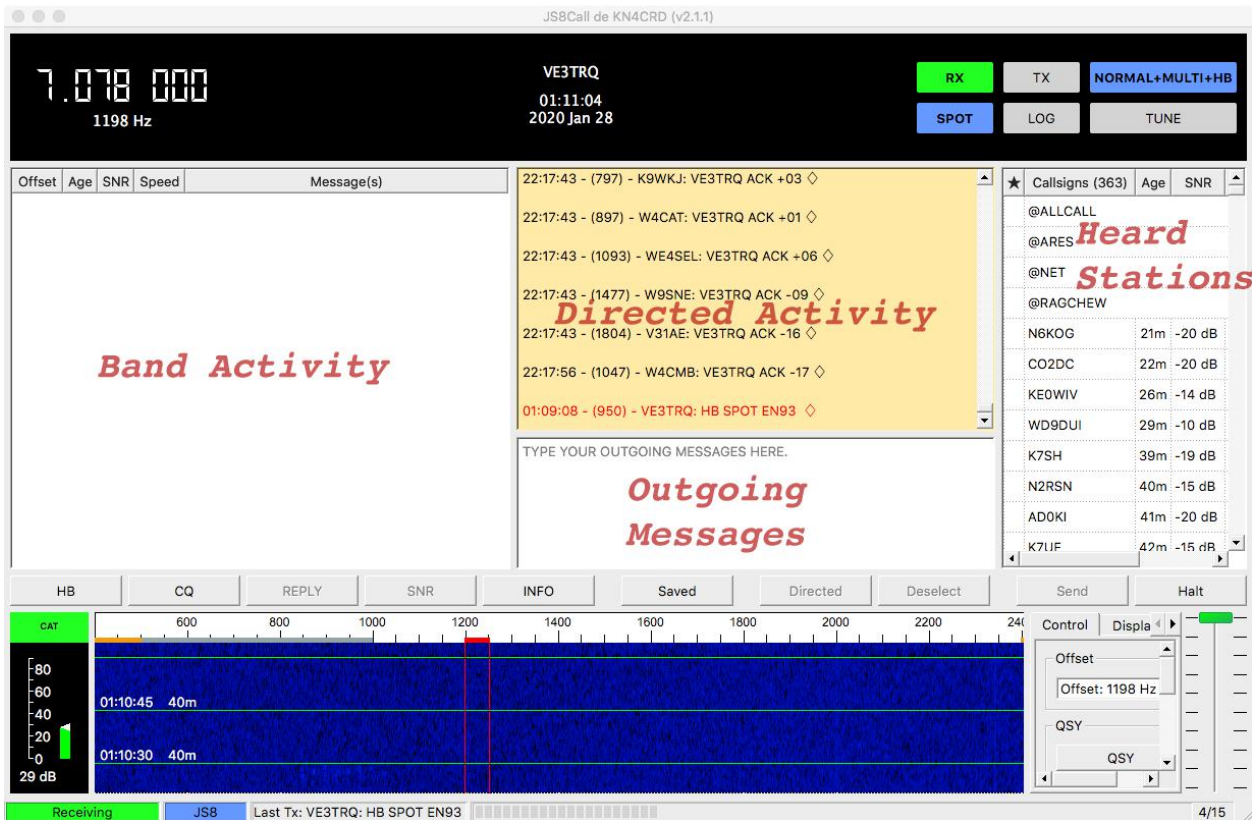 JS8Call de KN4CRD (v2.1.1)
7.078 000
1198 Hz
VE3TRQ
01:11:04
2020 Jan 28
RX
TX
NORMAL+MULTI+HB
SPOT
LOG
TUNE
Offset Age SNR Speed Message(s)
Band Activity
22:17:43 - (797) - K9WKJ: VE3TRQ ACK +03 ♢
22:17:43 - (897) - W4CAT: VE3TRQ ACK +01 ♢
22:17:43 - (1093) - WE4SEL: VE3TRQ ACK +06 ♢
22:17:43 - (1477) - W9SNE: VE3TRQ ACK -09 ♢
Directed Activity
22:17:43 - (1804) - V31AE: VE3TRQ ACK -16 ♢
22:17:56 - (1047) - W4CMB: VE3TRQ ACK -17 ♢
01:09:08 - (950) - VE3TRQ: HB SPOT EN93 ♢
TYPE YOUR OUTGOING MESSAGES HERE.
Outgoing
Messages
★ Callsigns (363) Age SNR
@ALLCALL
@ARES
@NET
@RAGCHEW
Heard
Stations
N6KOG 21m -20 dB
CO2DC 22m -20 dB
KE0WIV 26m -14 dB
WD9DUI 29m -10 dB
K7SH 39m -19 dB
N2RSN 40m -15 dB
AD0KI 41m -20 dB
42m -15 dB
HB
CQ
REPLY
SNR
INFO
Saved
Directed
Deselect
Send
Halt
CAT
600 800 1000 1200 1400 1600 1800 2000 2200 240
80
60
40
20
0
29 dB
01:10:45 40m
01:10:30 40m
Control Displa
Offset
Offset: 1198 Hz
QSY
QSY
Receiving
JS8
Last Tx: VE3TRQ: HB SPOT EN93
4/15